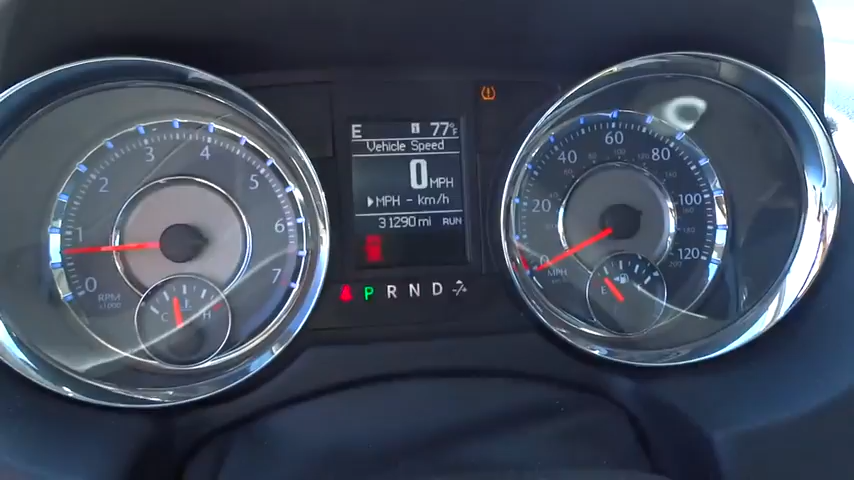 E 77°F
Vehicle Speed
0 MPH
MPH - km/h
31290 mi RUN
P R N D -/+
0 1 2 3 4 5 6 7
RPM
x1000
C H
0 20 40 60 80 100 120
MPH
E